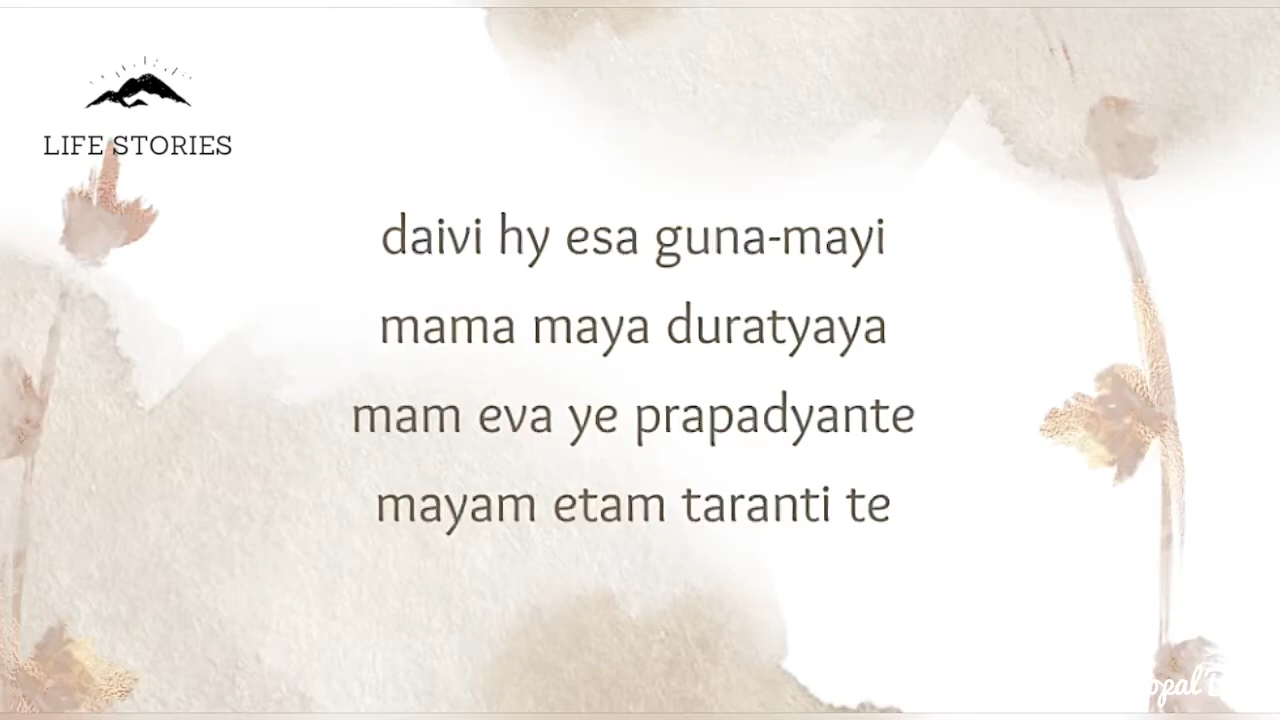 LIFE STORIES
daivi hy esa guna-mayi
mama maya duratyaya
mam eva ye prapadyante
mayam etam taranti te